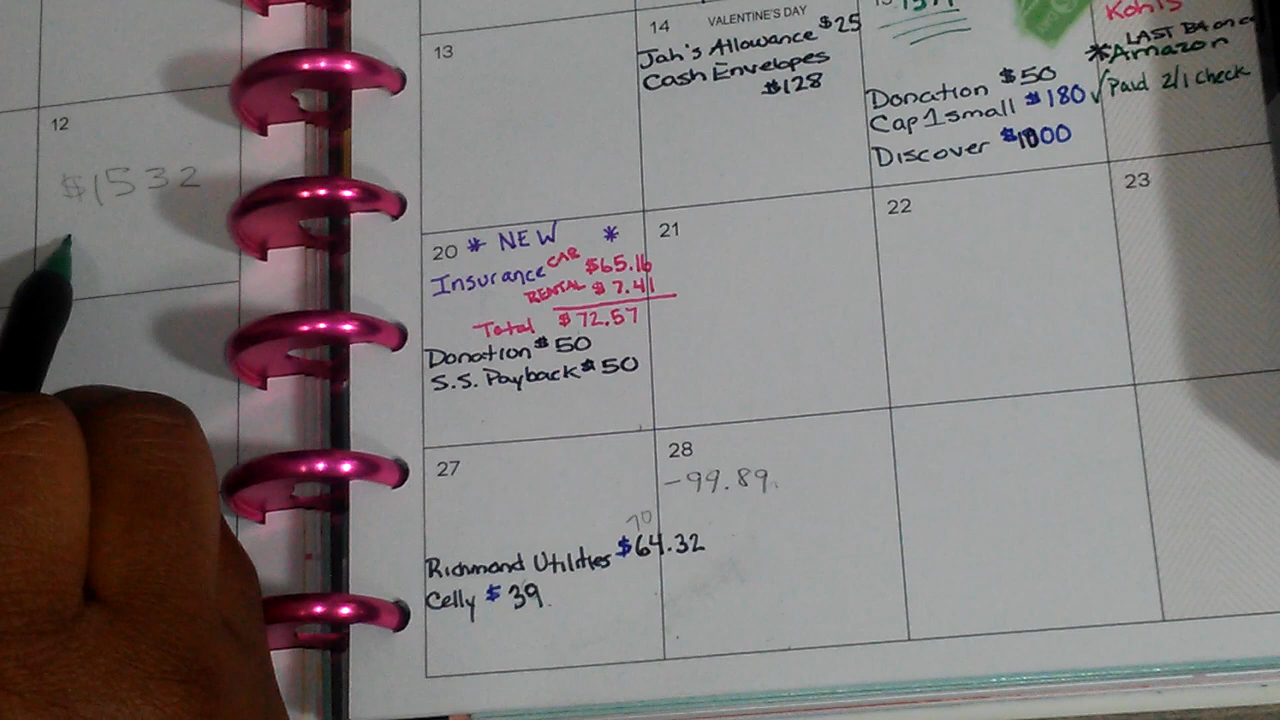 12
$1532
13
14
VALENTINE'S DAY
Jah's Allowance $25
Cash Envelopes
$128
15
Donation $50
Cap 1 small $180
Discover $1000
Kohls
LAST
*Amazon
√Paid 2/1 check
20 * NEW *
Insurance CAR $65.16
RENTAL $7.41
Total $72.57
Donation $50
S.S. Payback $50
21
22
23
27
70
Richmond Utilities $64.32
Celly $39.
28
-99.89.